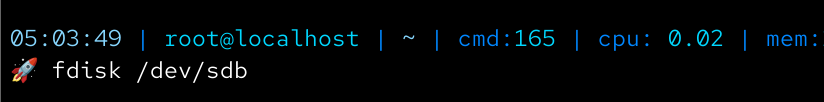 05:03:49 | root@localhost | ~ | cmd:165 | cpu: 0.02 | mem:
🚀 fdisk /dev/sdb